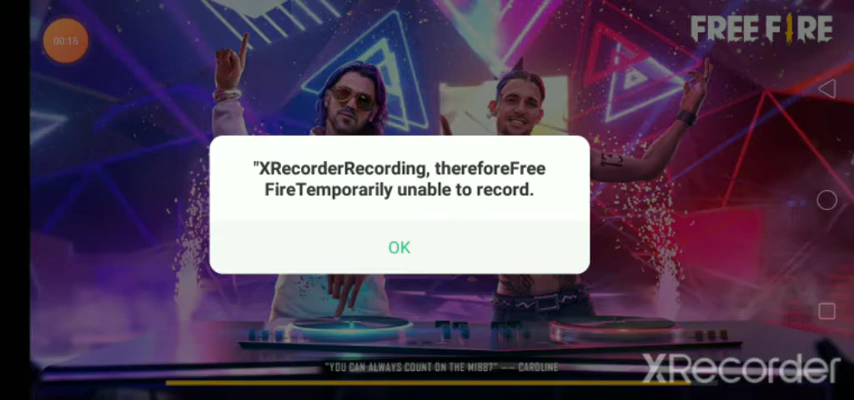 00:15
FREE FIRE
"XRecorderRecording, thereforeFree
FireTemporarily unable to record.
OK
"YOU CAN ALWAYS COUNT ON THE M1887" —— CAROLINE
XRecorder